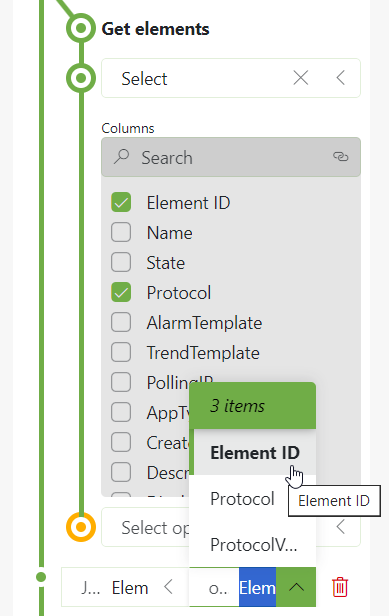 Get elements
Select
Columns
Search
Element ID
Name
State
Protocol
AlarmTemplate
TrendTemplate
PollingIP
AppTy
Create
Descr
3 items
Element ID
Protocol
ProtocolV...
Element ID
Select op
J... Elem
o... Elem